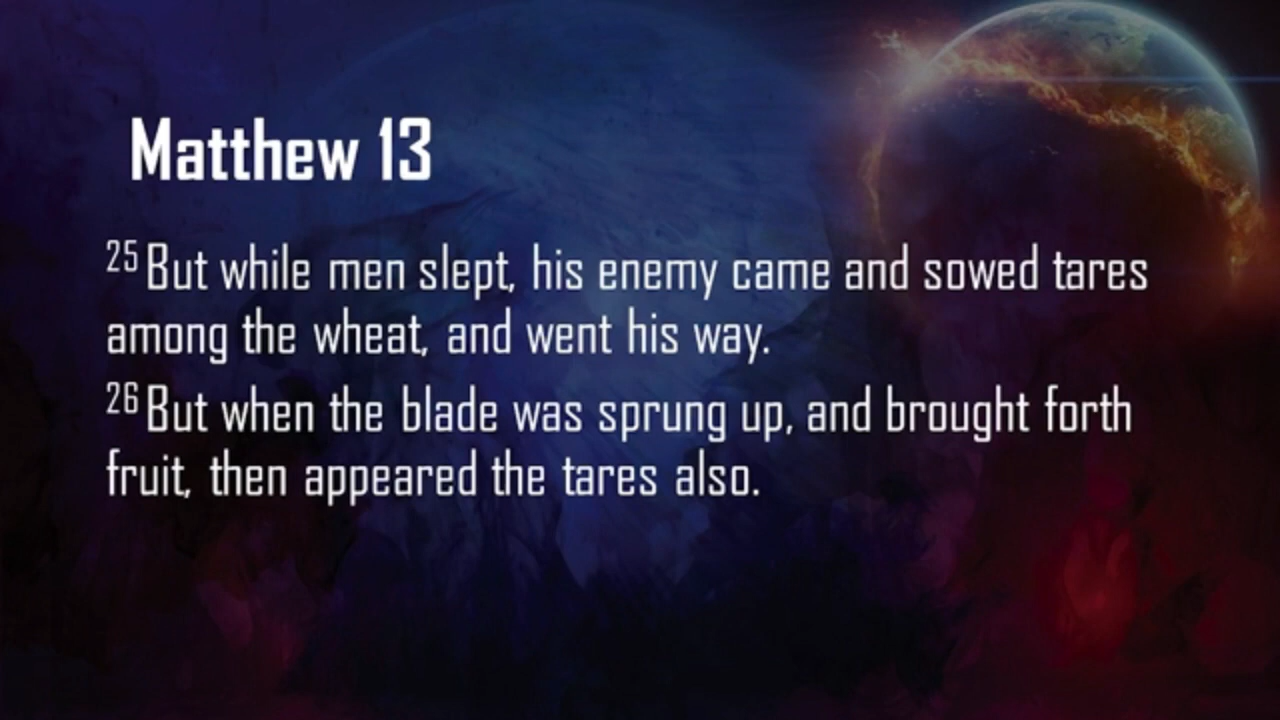 Matthew 13
25 But while men slept, his enemy came and sowed tares
among the wheat, and went his way.
26 But when the blade was sprung up, and brought forth
fruit, then appeared the tares also.